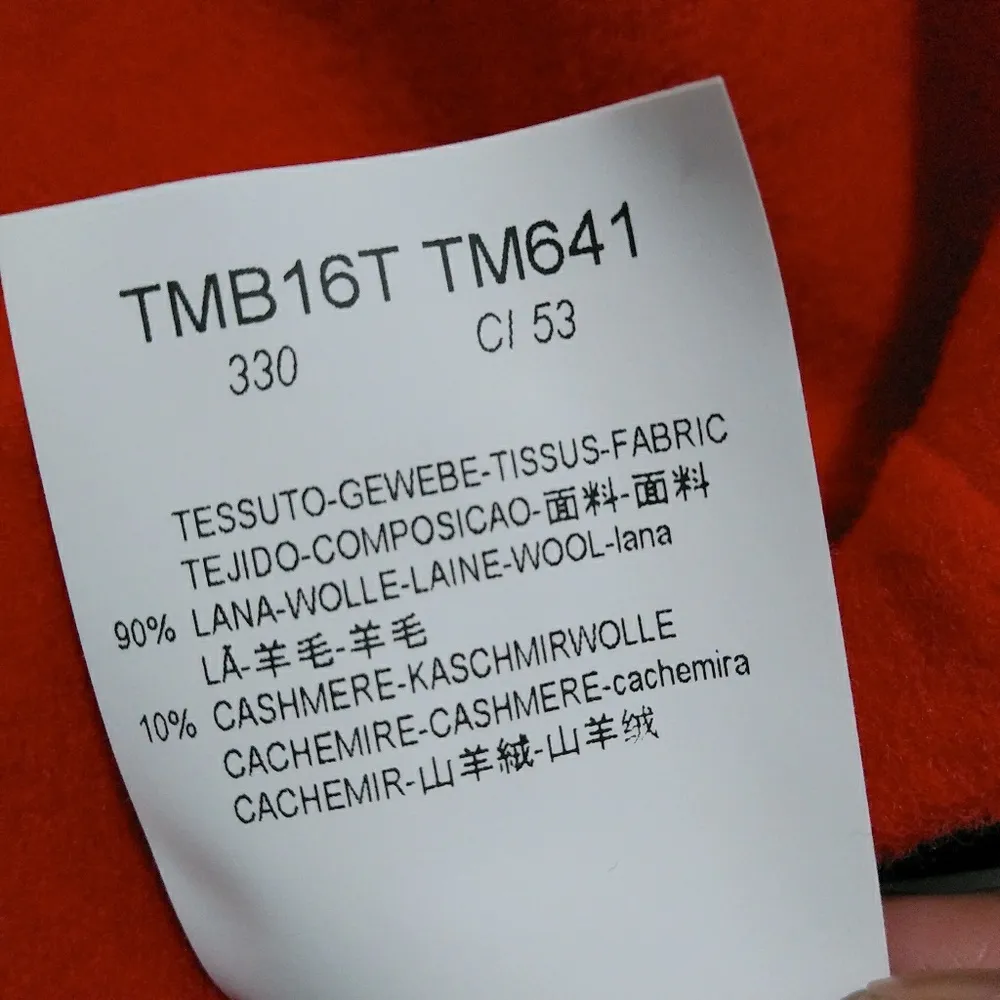 TMB16T TM641
330 C/ 53
TESSUTO-GEWEBE-TISSUS-FABRIC
TEJIDO-COMPOSICAO-面料-面料
90% LANA-WOLLE-LAINE-WOOL-lana
LÃ-羊毛-羊毛
10% CASHMERE-KASCHMIRWOLLE
CACHEMIRE-CASHMERE-cachemira
CACHEMIR-山羊絨-山羊绒